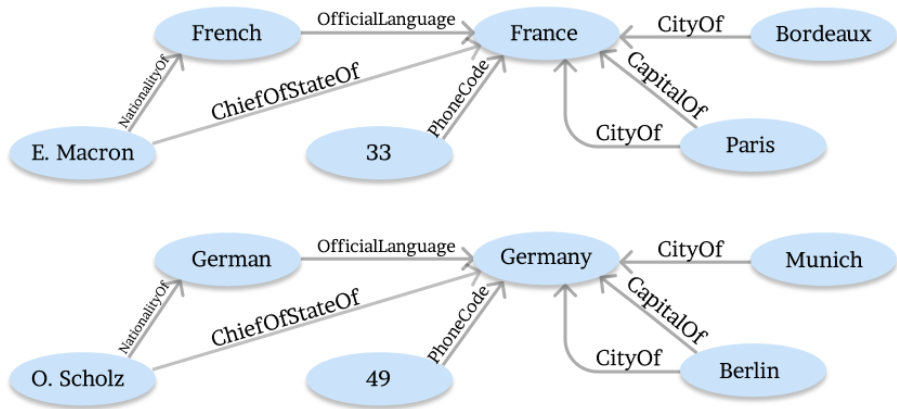 French
OfficialLanguage
France
CityOf
Bordeaux
NationalityOf
ChiefOfStateOf
PhoneCode
CapitalOf
CityOf
E. Macron
33
Paris
German
OfficialLanguage
Germany
CityOf
Munich
NationalityOf
ChiefOfStateOf
PhoneCode
CapitalOf
CityOf
O. Scholz
49
Berlin